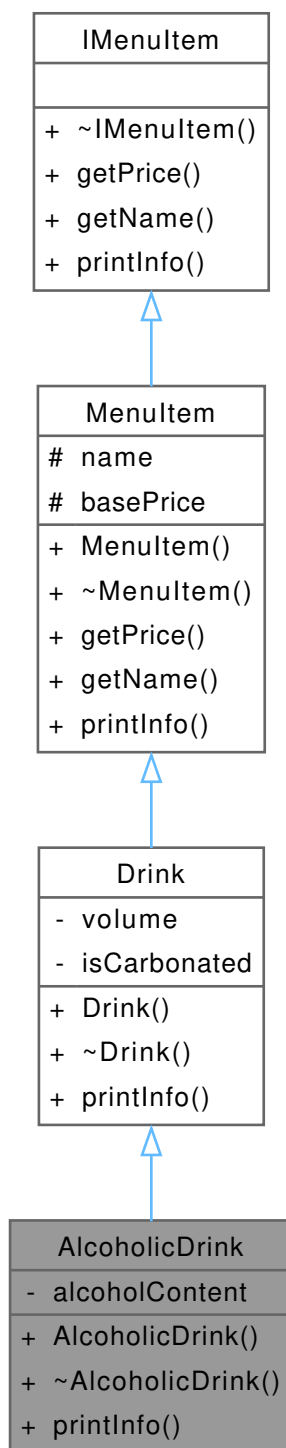 IMenuItem
+ ~IMenuItem()
+ getPrice()
+ getName()
+ printInfo()
MenuItem
# name
# basePrice
+ MenuItem()
+ ~MenuItem()
+ getPrice()
+ getName()
+ printInfo()
Drink
- volume
- isCarbonated
+ Drink()
+ ~Drink()
+ printInfo()
AlcoholicDrink
- alcoholContent
+ AlcoholicDrink()
+ ~AlcoholicDrink()
+ printInfo()